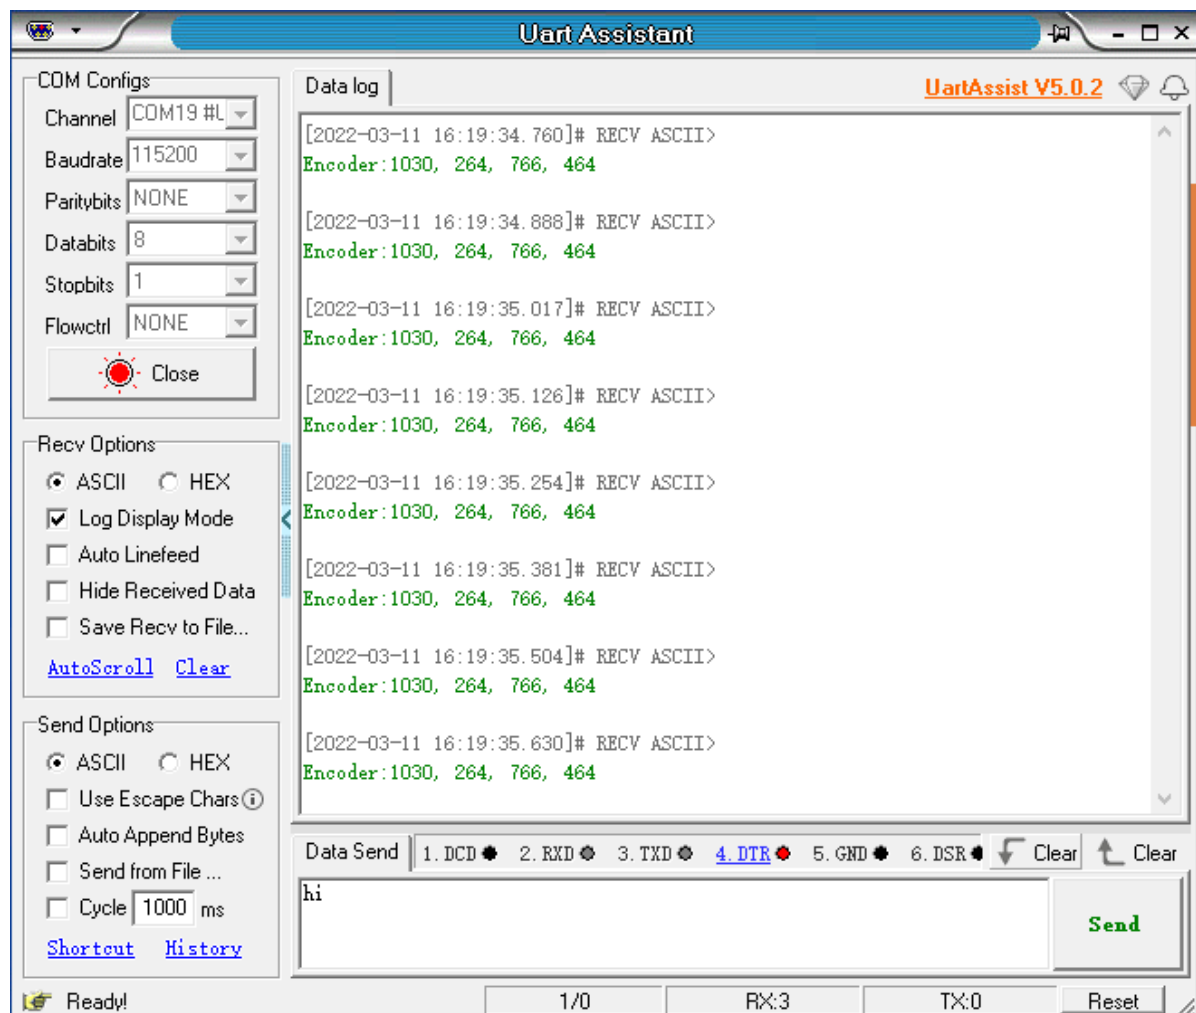 Uart Assistant
COM Configs
Channel COM19 #U
Baudrate 115200
Paritybits NONE
Databits 8
Stopbits 1
Flowctrl NONE
Close
Recv Options
ASCII HEX
Log Display Mode
Auto Linefeed
Hide Received Data
Save Recv to File...
AutoScroll Clear
Send Options
ASCII HEX
Use Escape Chars
Auto Append Bytes
Send from File ...
Cycle 1000 ms
Shortcut History
Data log
UartAssist V5.0.2
[2022-03-11 16:19:34.760]# RECV ASCII>
Encoder:1030, 264, 766, 464
[2022-03-11 16:19:34.888]# RECV ASCII>
Encoder:1030, 264, 766, 464
[2022-03-11 16:19:35.017]# RECV ASCII>
Encoder:1030, 264, 766, 464
[2022-03-11 16:19:35.126]# RECV ASCII>
Encoder:1030, 264, 766, 464
[2022-03-11 16:19:35.254]# RECV ASCII>
Encoder:1030, 264, 766, 464
[2022-03-11 16:19:35.381]# RECV ASCII>
Encoder:1030, 264, 766, 464
[2022-03-11 16:19:35.504]# RECV ASCII>
Encoder:1030, 264, 766, 464
[2022-03-11 16:19:35.630]# RECV ASCII>
Encoder:1030, 264, 766, 464
Data Send 1. DCD 2. RXD 3. TXD 4. DTR 5. GND 6. DSR Clear Clear
hi
Send
Ready! 1/0 RX:3 TX:0 Reset